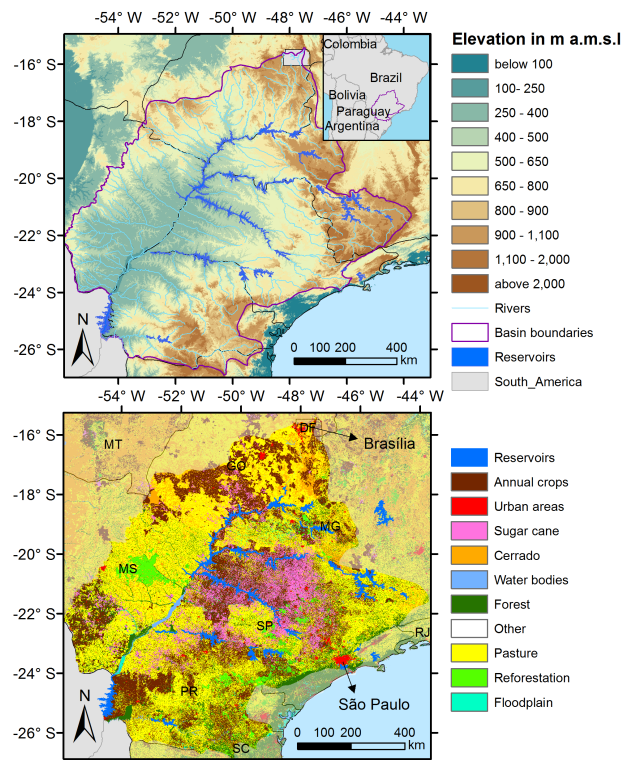 -54° W -52° W -50° W -48° W -46° W -44° W
-16° S
-18° S
-20° S
-22° S
-24° S
-26° S
Colombia
Brazil
Bolivia
Paraguay
Argentina
N
0 100 200 400
km
Elevation in m a.m.s.l
below 100
100- 250
250 - 400
400 - 500
500 - 650
650 - 800
800 - 900
900 - 1,100
1,100 - 2,000
above 2,000
Rivers
Basin boundaries
Reservoirs
South_America
-54° W -52° W -50° W -48° W -46° W -44° W
-16° S
-18° S
-20° S
-22° S
-24° S
-26° S
MT
DF
Brasília
GO
MG
MS
SP
RJ
São Paulo
PR
SC
N
0 100 200 400
km
Reservoirs
Annual crops
Urban areas
Sugar cane
Cerrado
Water bodies
Forest
Other
Pasture
Reforestation
Floodplain